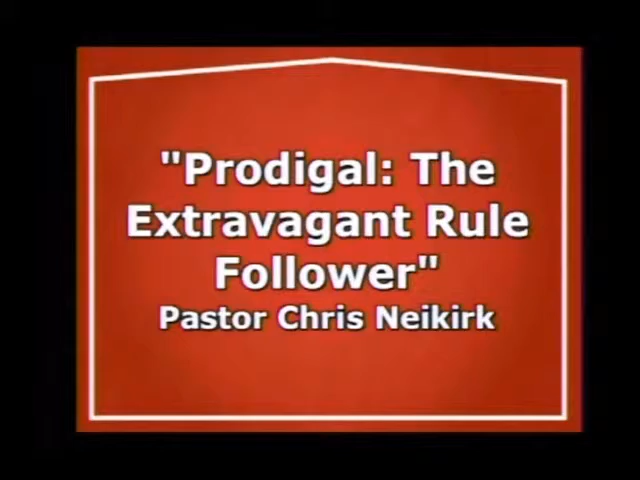 "Prodigal: The
Extravagant Rule
Follower"
Pastor Chris Neikirk